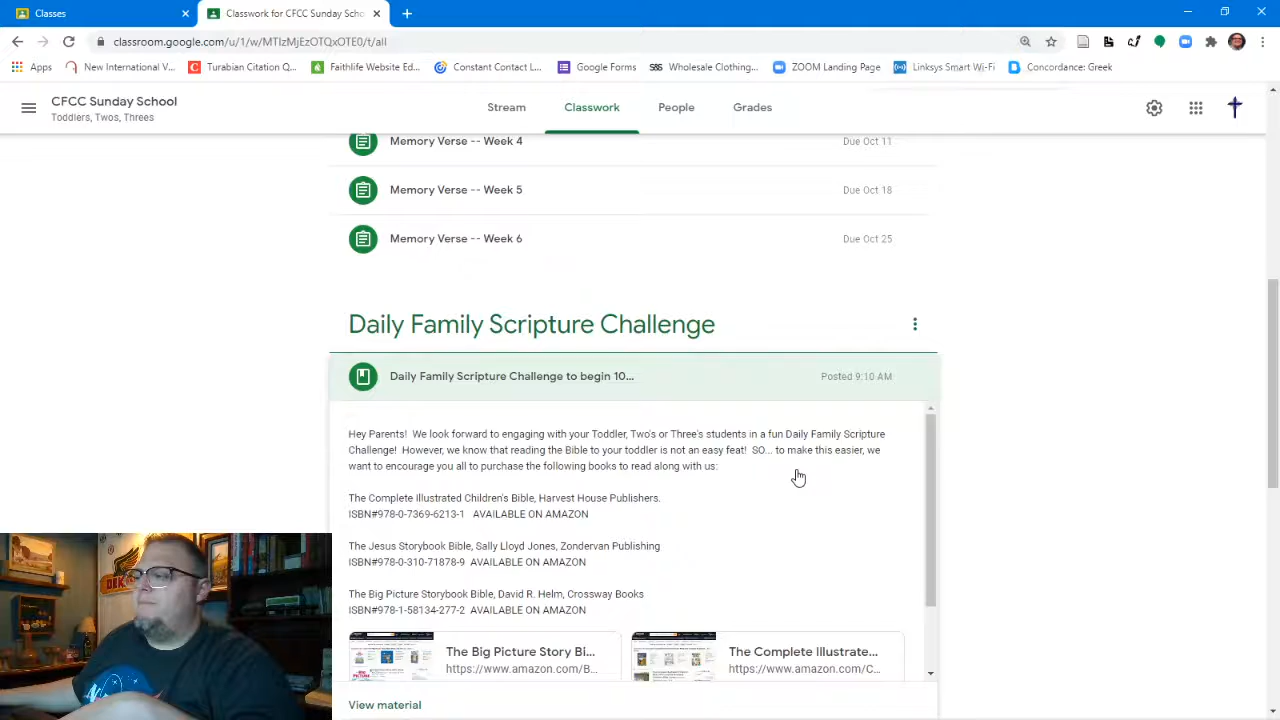 Classes
Classwork for CFCC Sunday Scho
classroom.google.com/u/1/w/MTIzMjEzOTQxOTE0/t/all
Apps
New International V...
Turabian Citation Q...
Faithlife Website Ed...
Constant Contact L...
Google Forms
S&S Wholesale Clothing...
ZOOM Landing Page
Linksys Smart Wi-Fi
Concordance: Greek
CFCC Sunday School
Toddlers, Twos, Threes
Stream
Classwork
People
Grades
Memory Verse -- Week 4
Due Oct 11
Memory Verse -- Week 5
Due Oct 18
Memory Verse -- Week 6
Due Oct 25
Daily Family Scripture Challenge
Daily Family Scripture Challenge to begin 10...
Posted 9:10 AM
Hey Parents! We look forward to engaging with your Toddler, Two's or Three's students in a fun Daily Family Scripture
Challenge! However, we know that reading the Bible to your toddler is not an easy feat! SO... to make this easier, we
want to encourage you all to purchase the following books to read along with us:
The Complete Illustrated Children's Bible, Harvest House Publishers.
ISBN#978-0-7369-6213-1 AVAILABLE ON AMAZON
The Jesus Storybook Bible, Sally Lloyd Jones, Zondervan Publishing
ISBN#978-0-310-71878-9 AVAILABLE ON AMAZON
The Big Picture Storybook Bible, David R. Helm, Crossway Books
ISBN#978-1-58134-277-2 AVAILABLE ON AMAZON
The Big Picture Story Bi...
https://www.amazon.com/B...
The Complete Illustrate...
https://www.amazon.com/C...
View material